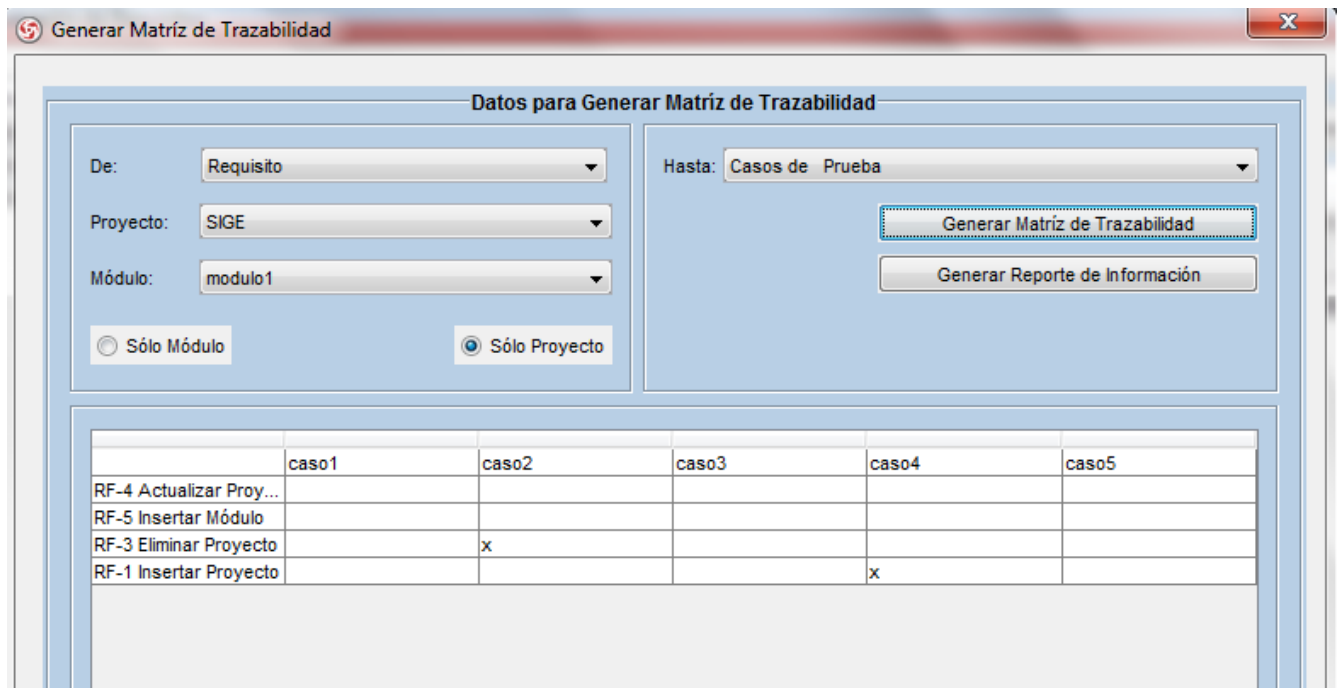 Generar Matríz de Trazabilidad
Datos para Generar Matríz de Trazabilidad
De: Requisito
Hasta: Casos de Prueba
Proyecto: SIGE
Generar Matríz de Trazabilidad
Módulo: modulo1
Generar Reporte de Información
Sólo Módulo Sólo Proyecto
caso1 caso2 caso3 caso4 caso5
RF-4 Actualizar Proy...
RF-5 Insertar Módulo
RF-3 Eliminar Proyecto x
RF-1 Insertar Proyecto x